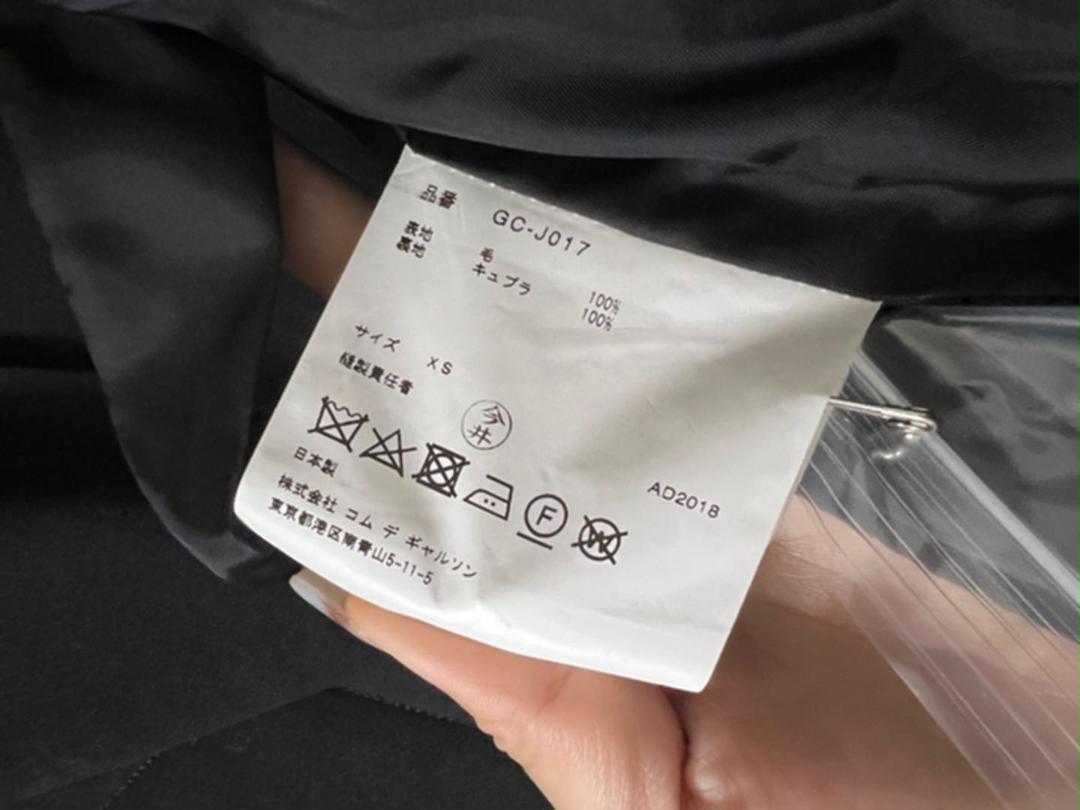 品番 GC-J017
表地 毛 100%
裏地 キュプラ 100%
サイズ XS
縫製責任者 今井
F W
日本製 AD2018
株式会社 コム デ ギャルソン
東京都港区南青山5-11-5